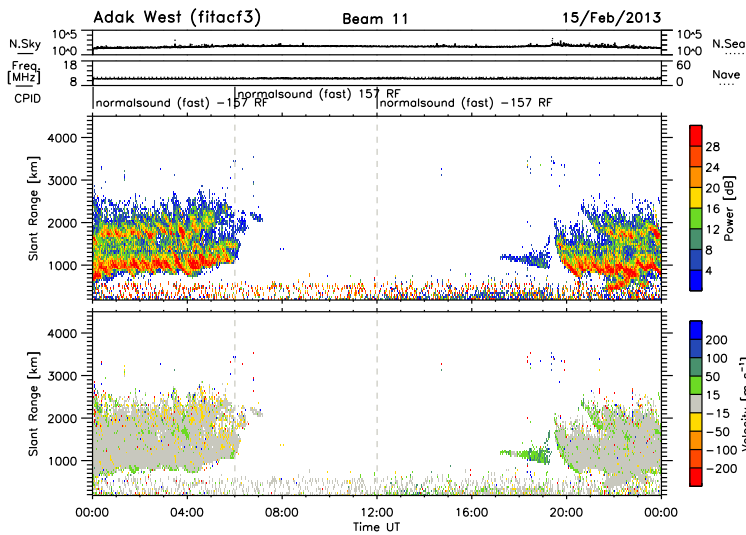 Adak West (fitacf3) Beam 11 15/Feb/2013
N.Sky 10^5 10^0 10^5 10^0 N.Sea
Freq. [MHz] 18 8 60 0 Nave
CPID normalsound (fast) -157 RF normalsound (fast) 157 RF normalsound (fast) -157 RF
Slant Range [km] 4000 3000 2000 1000
28 24 20 16 12 8 4 Power [dB]
Slant Range [km] 4000 3000 2000 1000
200 100 50 15 -15 -50 -100 -200 Velocity [m s^-1]
00:00 04:00 08:00 12:00 16:00 20:00 00:00
Time UT